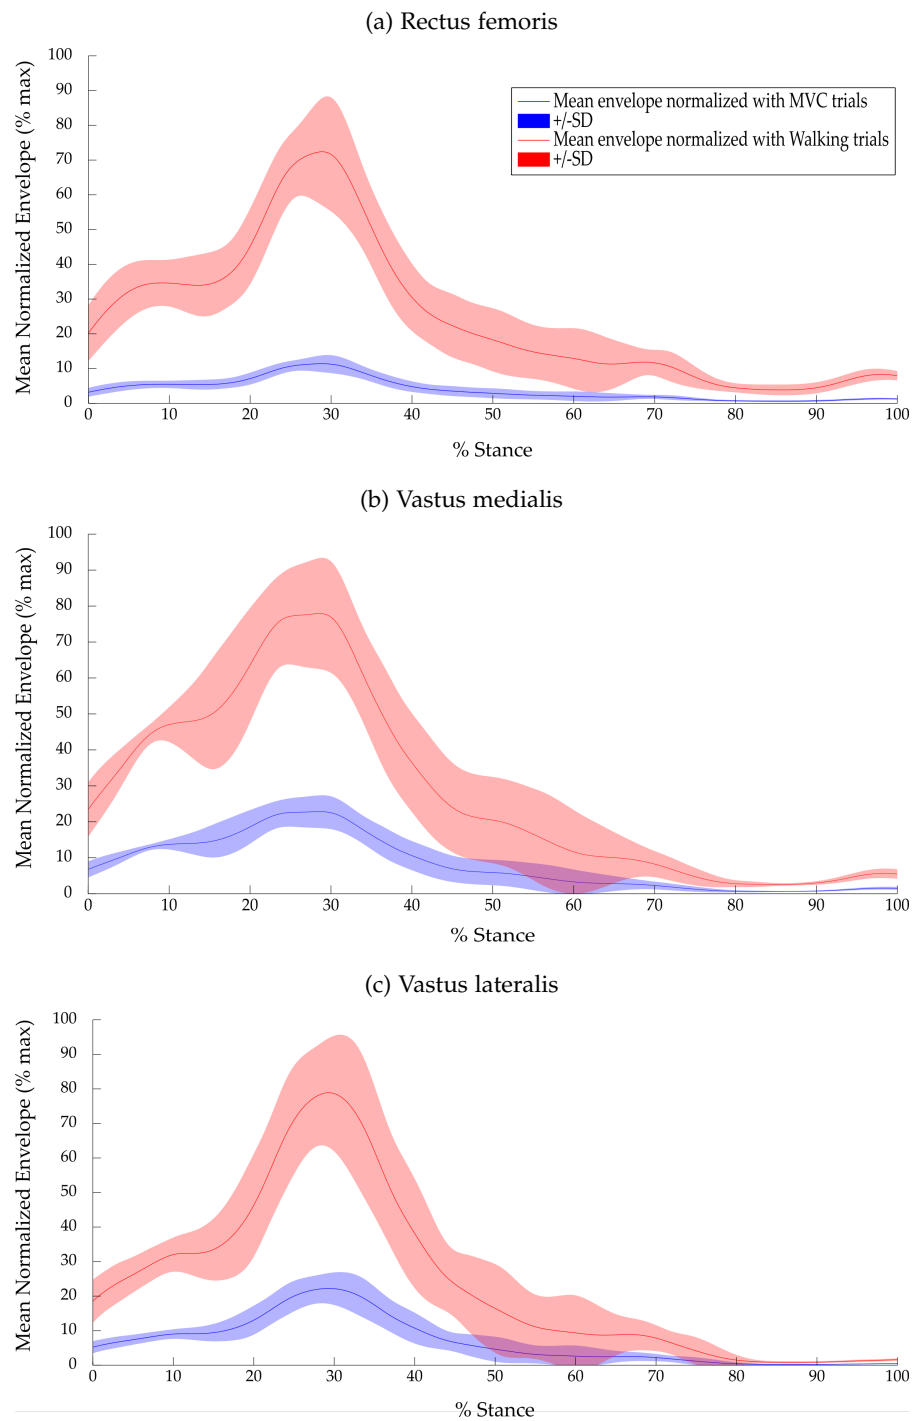 (a) Rectus femoris
Mean Normalized Envelope (% max)
100
90
80
70
60
50
40
30
20
10
0
Mean envelope normalized with MVC trials
+/-SD
Mean envelope normalized with Walking trials
+/-SD
0 10 20 30 40 50 60 70 80 90 100
% Stance
(b) Vastus medialis
Mean Normalized Envelope (% max)
100
90
80
70
60
50
40
30
20
10
0
0 10 20 30 40 50 60 70 80 90 100
% Stance
(c) Vastus lateralis
Mean Normalized Envelope (% max)
100
90
80
70
60
50
40
30
20
10
0
0 10 20 30 40 50 60 70 80 90 100
% Stance